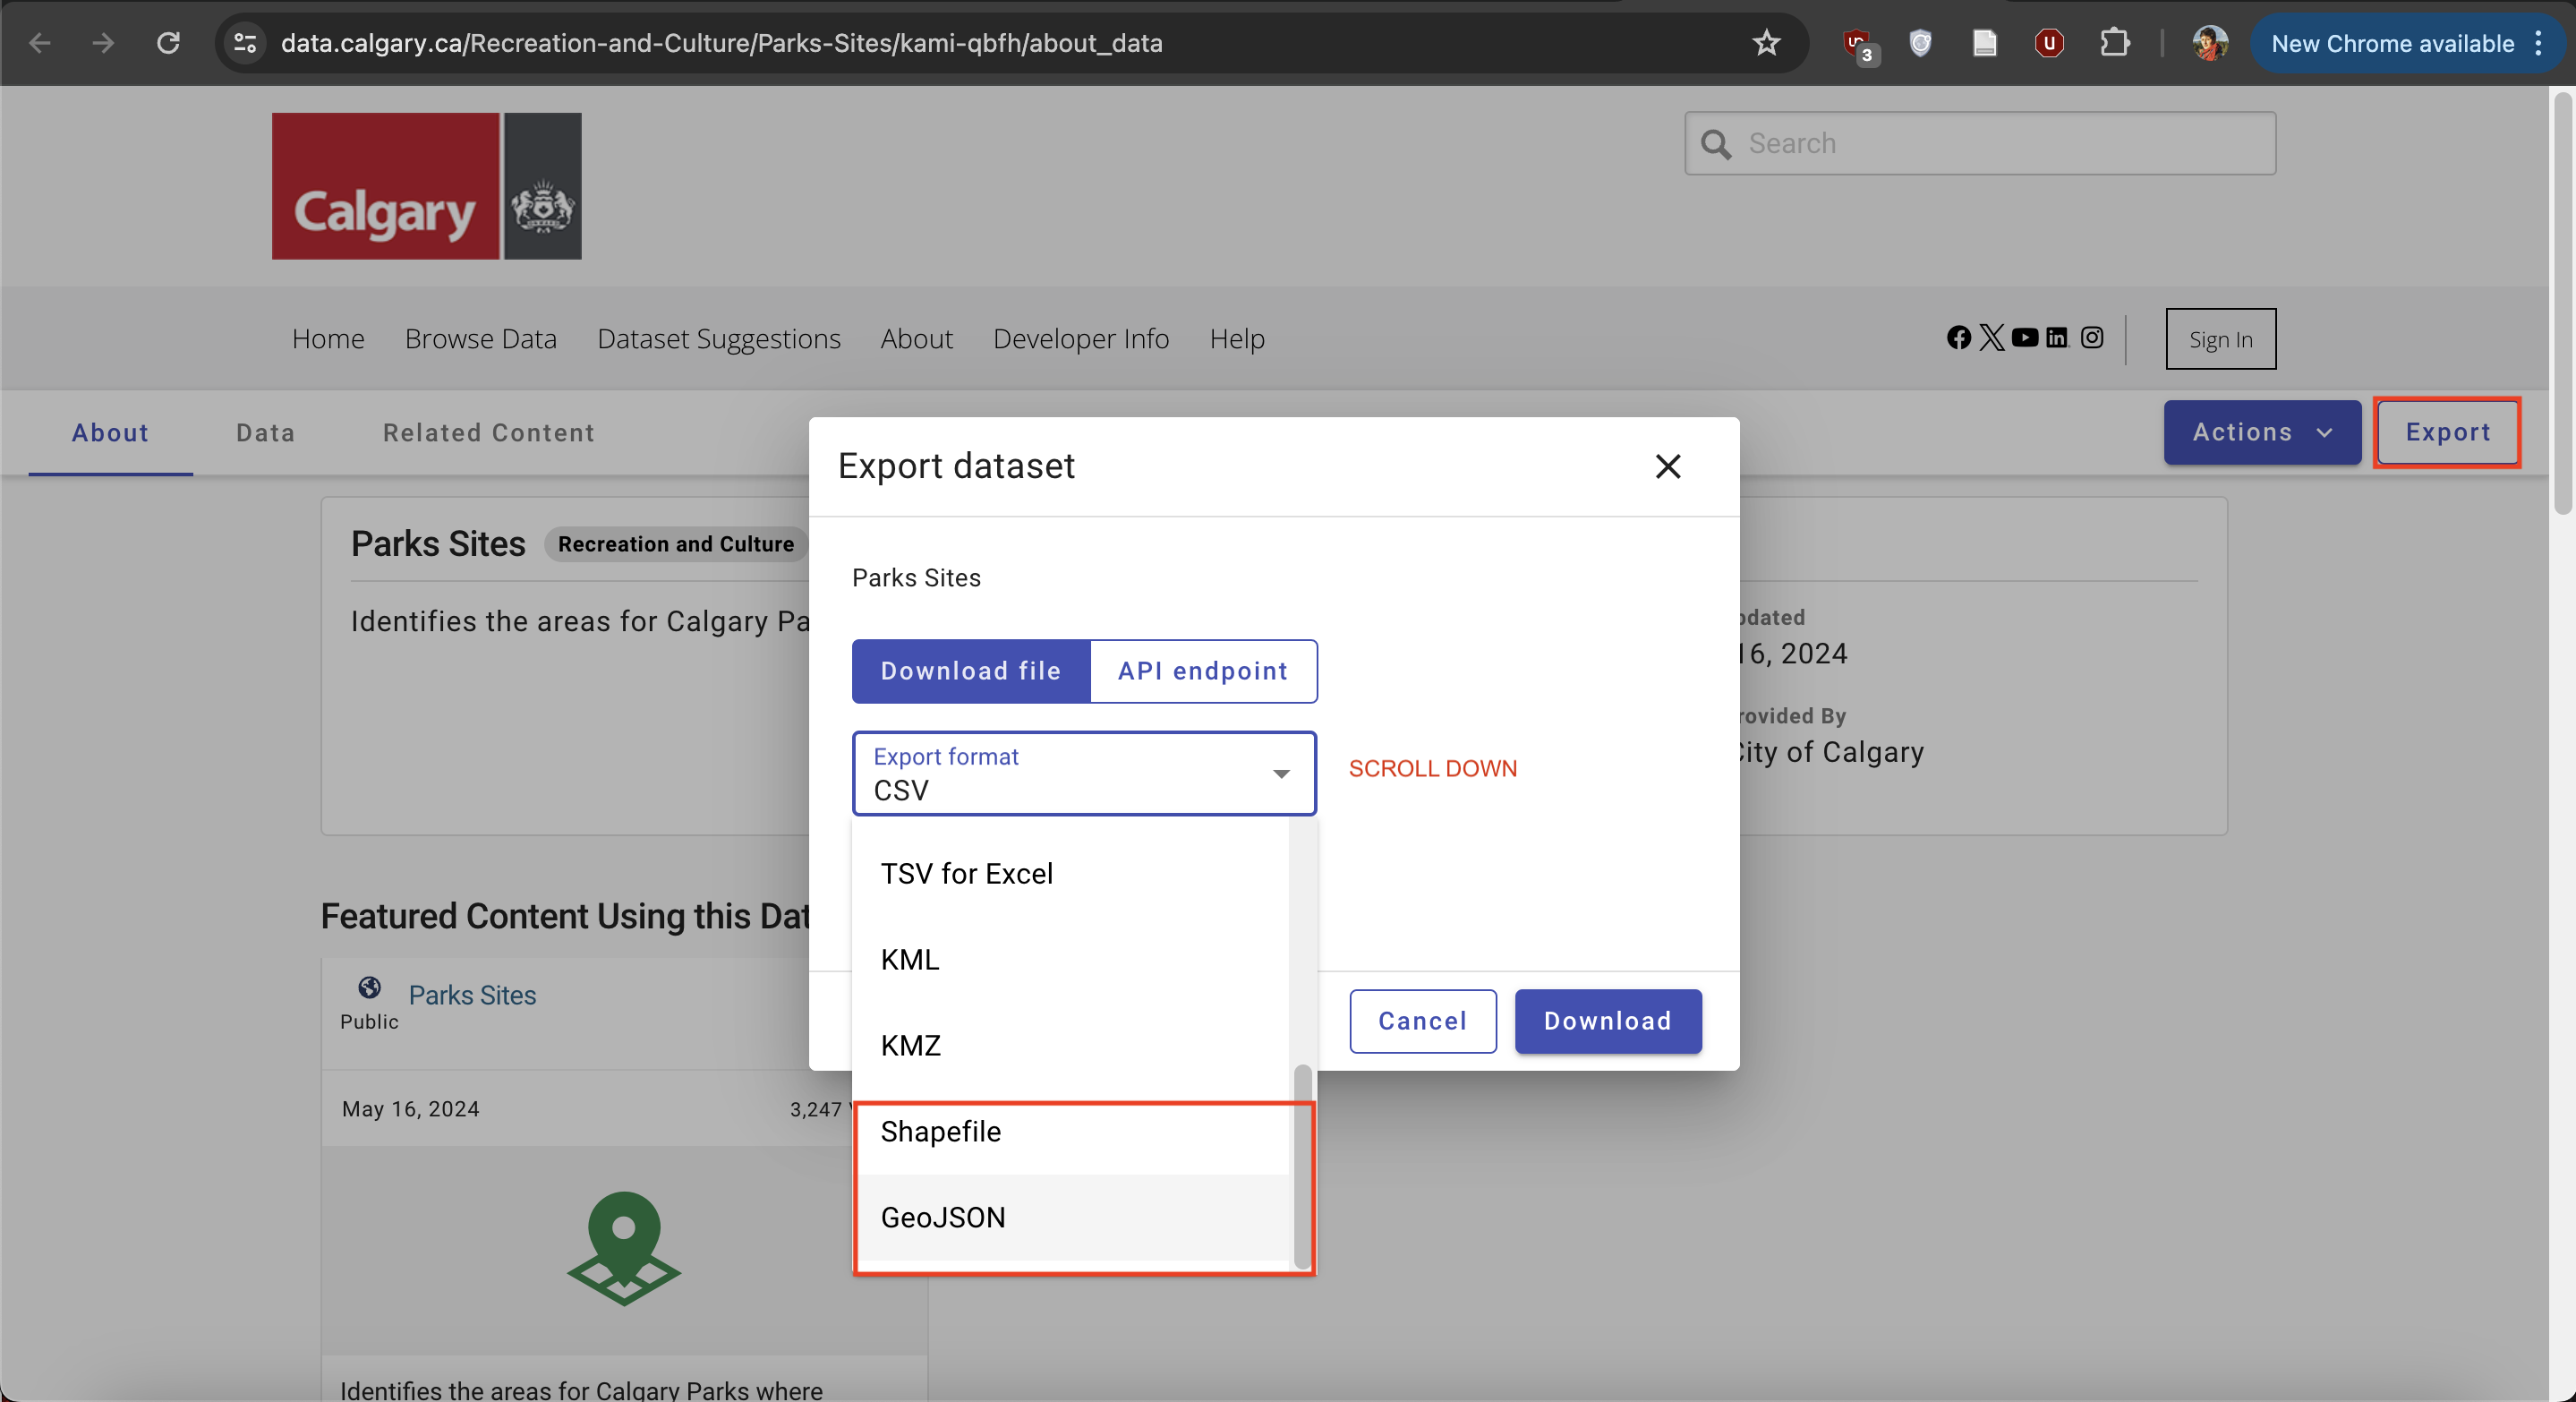 data.calgary.ca/Recreation-and-Culture/Parks-Sites/kami-qbfh/about_data
3
New Chrome available
Calgary
Search
Home Browse Data Dataset Suggestions About Developer Info Help
Sign In
About Data Related Content
Actions Export
Export dataset
Parks Sites Recreation and Culture
Identifies the areas for Calgary Pa
Parks Sites
Download file API endpoint
Export format
CSV
SCROLL DOWN
TSV for Excel
KML
KMZ
Shapefile
GeoJSON
Cancel Download
pdated
16, 2024
rovided By
City of Calgary
Featured Content Using this Dat
Parks Sites
Public
May 16, 2024 3,247
Identifies the areas for Calgary Parks where